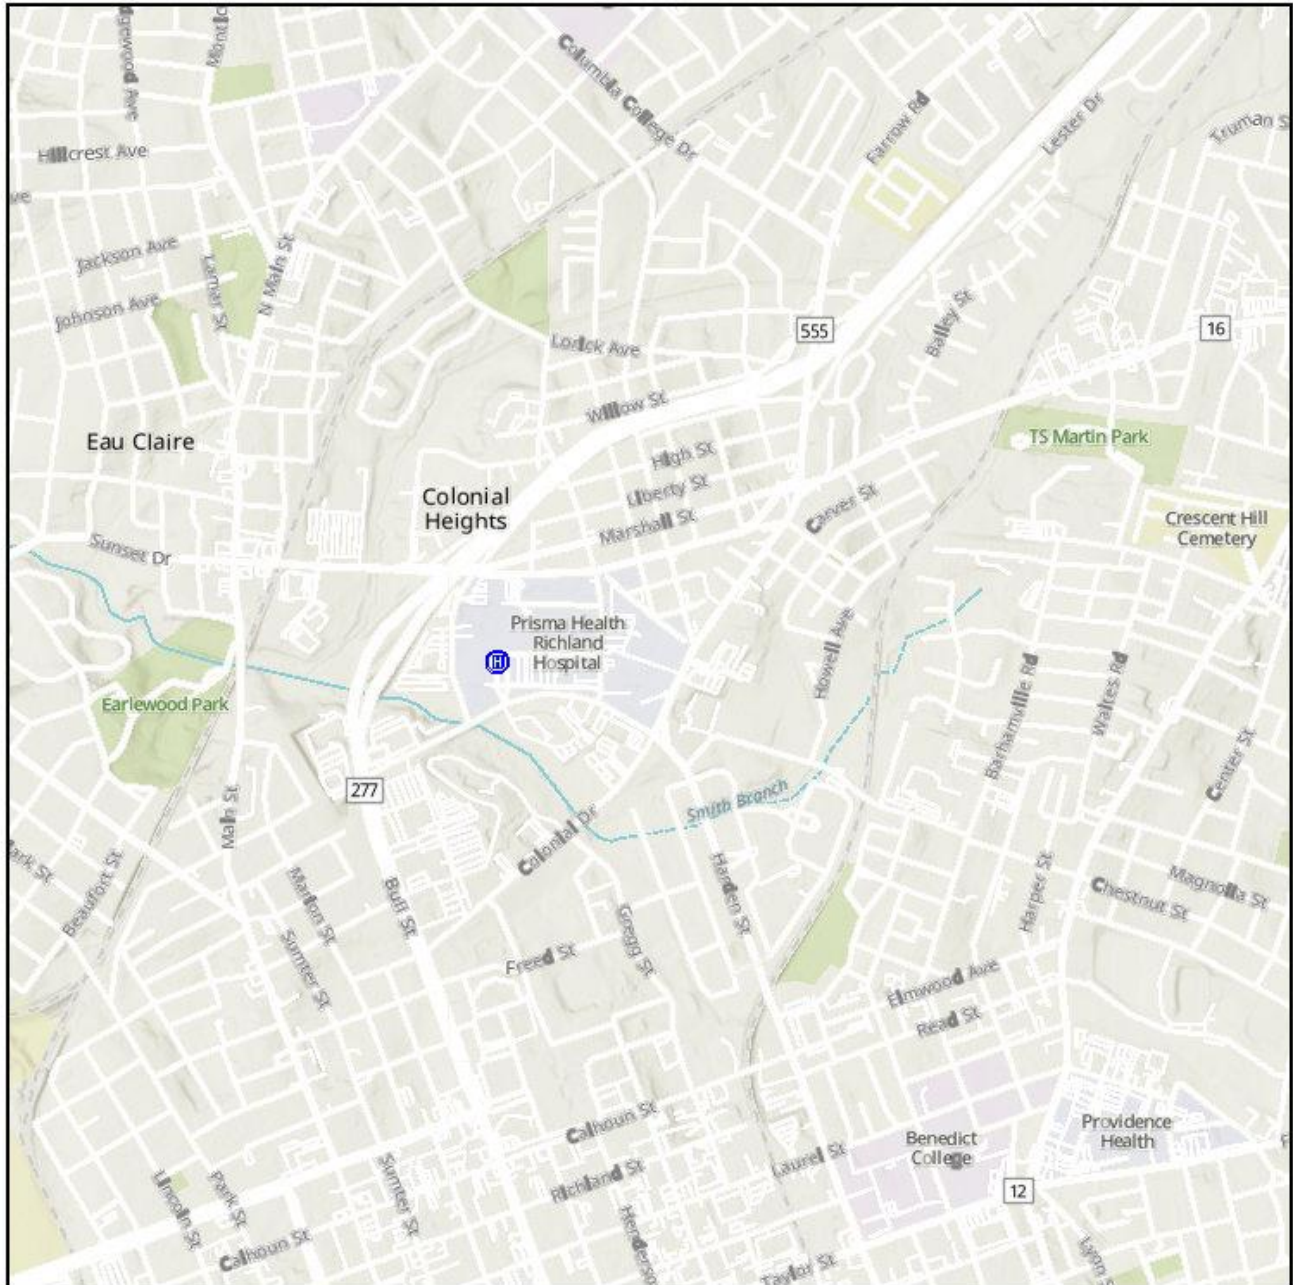 Columbia College Dr
Farrow Rd
Lester Dr
Hillcrest Ave
Jackson Ave
Lamar St
N Main St
Johnson Ave
Bailey St
555
16
Lorick Ave
Willow St
TS Martin Park
Eau Claire
High St
Colonial
Heights
Liberty St
Carver St
Marshall St
Crescent Hill
Cemetery
Sunset Dr
Prisma Health
Richland
Hospital
H
Howell Ave
Barhamville Rd
Waites Rd
Earlewood Park
Center St
277
Main St
Smith Branch
Colonial Dr
Beaufort St
Marion St
Bull St
Harden St
Harper St
Magnolia St
Chestnut St
Gregg St
Sumter St
Freed St
Elmwood Ave
Read St
Calhoun St
Providence
Health
Benedict
College
Laurel St
Richland St
Sumter St
Lincoln St
Park St
12
Calhoun St
Taylor St